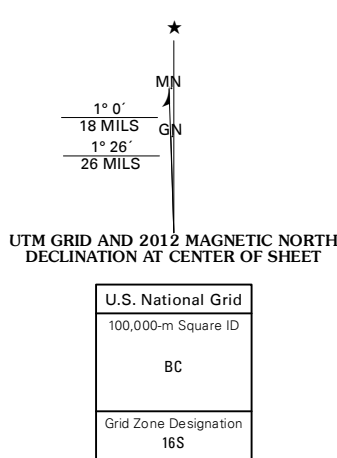 ★
MN
1° 0´
18 MILS
GN
1° 26´
26 MILS
UTM GRID AND 2012 MAGNETIC NORTH
DECLINATION AT CENTER OF SHEET
U.S. National Grid
100,000-m Square ID
BC
Grid Zone Designation
16S